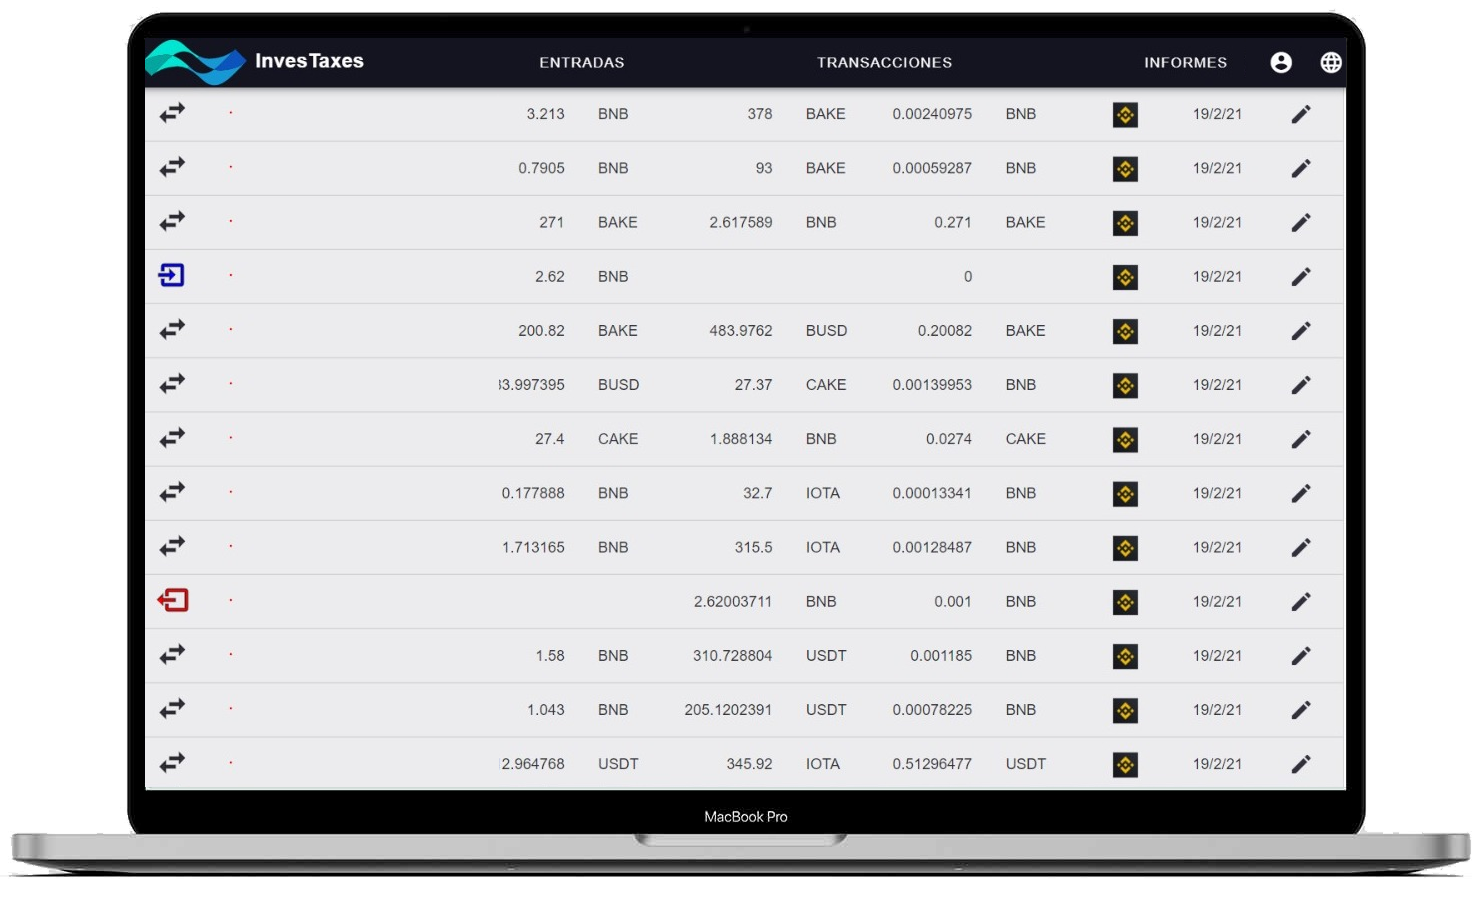 InvesTaxes ENTRADAS TRANSACCIONES INFORMES
3.213 BNB 378 BAKE 0.00240975 BNB 19/2/21
0.7905 BNB 93 BAKE 0.00059287 BNB 19/2/21
271 BAKE 2.617589 BNB 0.271 BAKE 19/2/21
2.62 BNB 0 19/2/21
200.82 BAKE 483.9762 BUSD 0.20082 BAKE 19/2/21
3.997395 BUSD 27.37 CAKE 0.00139953 BNB 19/2/21
27.4 CAKE 1.888134 BNB 0.0274 CAKE 19/2/21
0.177888 BNB 32.7 IOTA 0.00013341 BNB 19/2/21
1.713165 BNB 315.5 IOTA 0.00128487 BNB 19/2/21
2.62003711 BNB 0.001 BNB 19/2/21
1.58 BNB 310.728804 USDT 0.001185 BNB 19/2/21
1.043 BNB 205.1202391 USDT 0.00078225 BNB 19/2/21
2.964768 USDT 345.92 IOTA 0.51296477 USDT 19/2/21
MacBook Pro